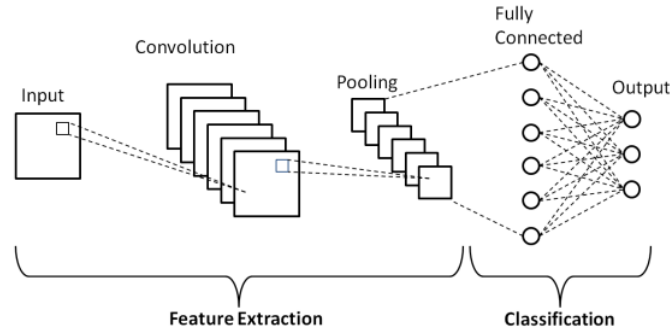 Input
Convolution
Pooling
Fully
Connected
Output
Feature Extraction
Classification